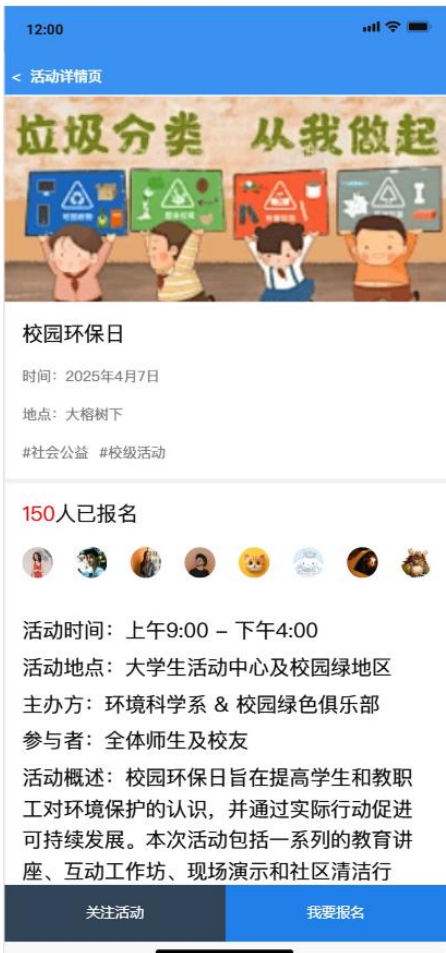 12:00
< 活动详情页
垃圾分类 从我做起
校园环保日
时间：2025年4月7日
地点：大榕树下
#社会公益 #校级活动
150人已报名
活动时间：上午9:00 – 下午4:00
活动地点：大学生活动中心及校园绿地区
主办方：环境科学系 & 校园绿色俱乐部
参与者：全体师生及校友
活动概述：校园环保日旨在提高学生和教职
工对环境保护的认识，并通过实际行动促进
可持续发展。本次活动包括一系列的教育讲
座、互动工作坊、现场演示和社区清洁行
关注活动
我要报名